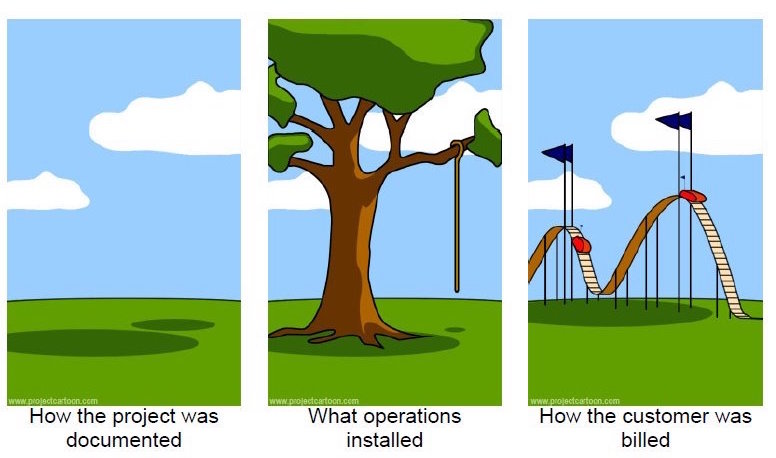 www.projectcartoon.com
www.projectcartoon.com
www.projectcartoon.com
How the project was
documented
What operations
installed
How the customer was
billed